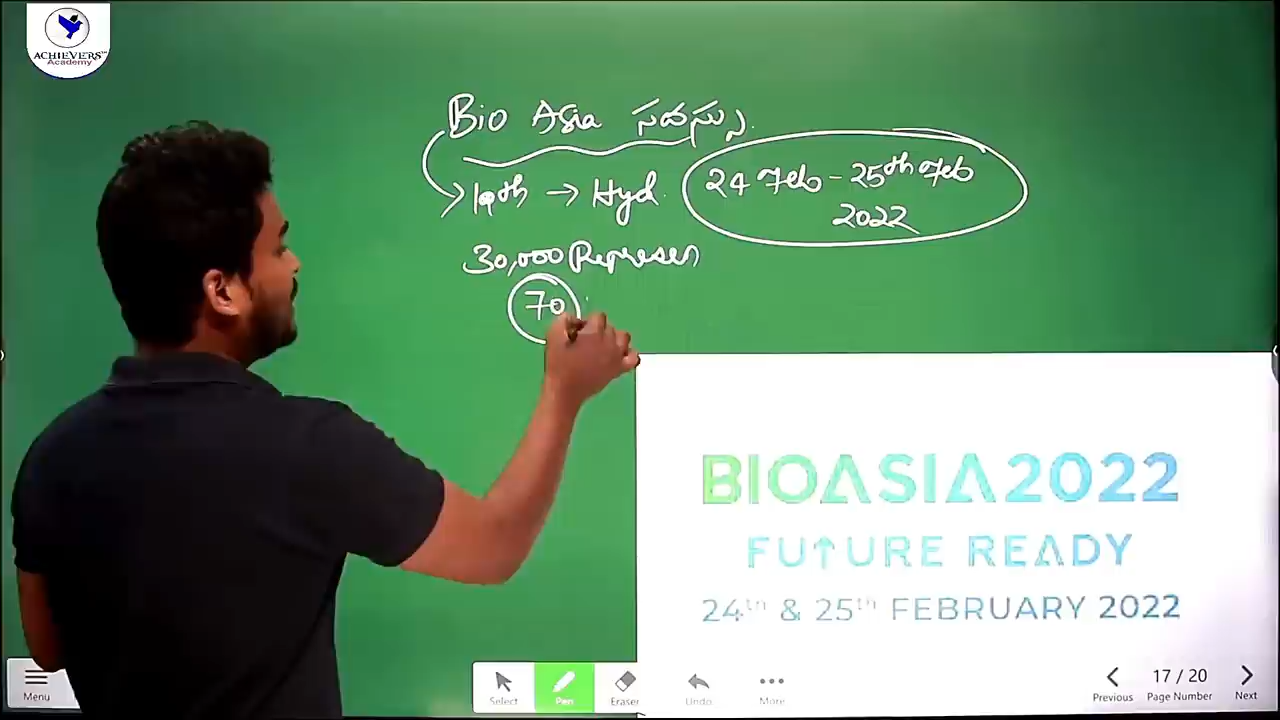 ACHIEVERS™
Academy
Bio Asia సదస్సు
19th → Hyd. 24 Feb - 25th Feb
2022
30,000 Represen
70
BIOASIA2022
FUTURE READY
24th & 25th FEBRUARY 2022
Menu
Select Pen Eraser Undo More
Previous 17 / 20 Page Number Next